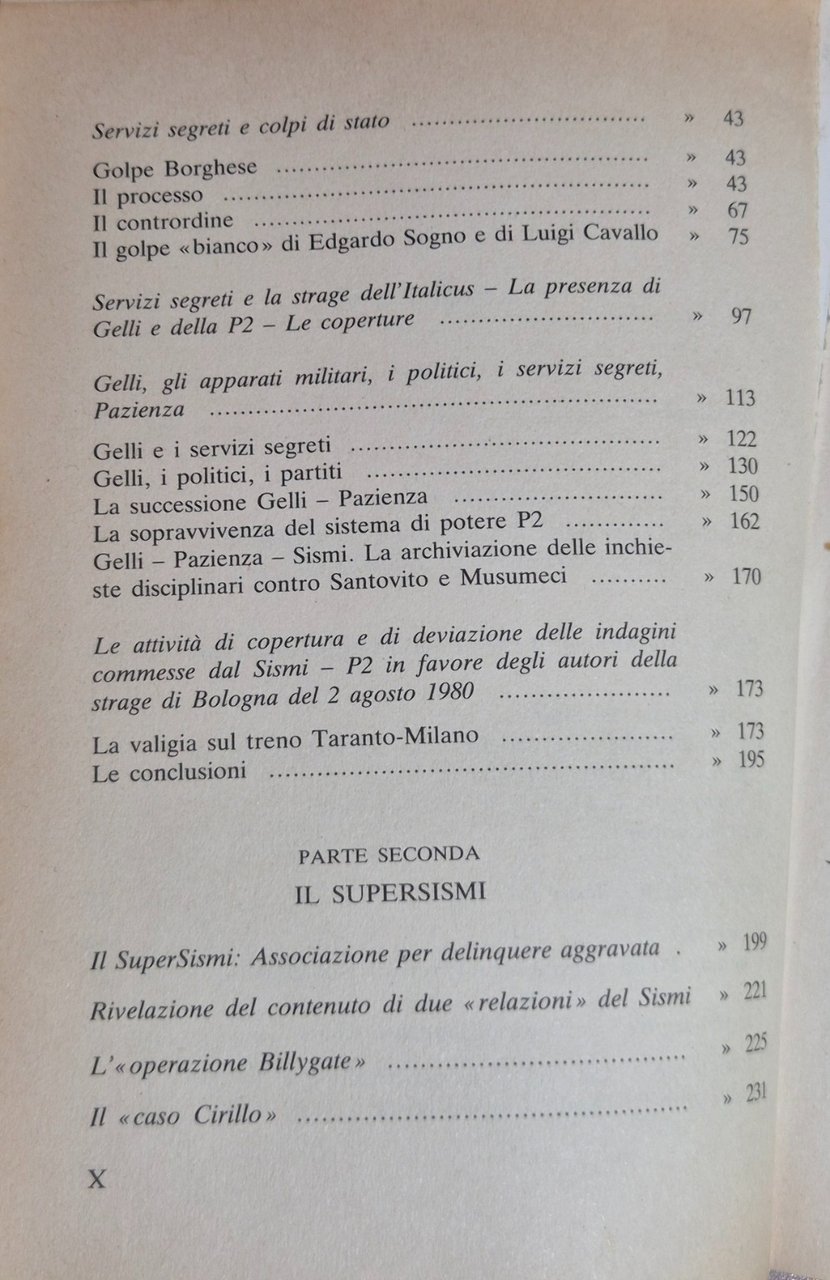 Servizi segreti e colpi di stato ............................... » 43
Golpe Borghese .................................................. » 43
Il processo ......................................................... » 43
Il controrдine ..................................................... » 67
Il golpe «bianco» di Edgardo Sogno e di Luigi Cavallo » 75
Servizi segreti e la strage dell'Italicus – La presenza di
Gelli e della P2 – Le coperture ............................. » 97
Gelli, gli apparati militari, i politici, i servizi segreti,
Pazienza ........................................................... » 113
Gelli e i servizi segreti ......................................... » 122
Gelli, i politici, i partiti ....................................... » 130
La successione Gelli – Pazienza ............................ » 150
La sopravvivenza del sistema di potere P2 ............. » 162
Gelli – Pazienza – Sismi. La archiviazione delle inchie-
ste disciplinari contro Santovito e Musumeci .......... » 170
Le attività di copertura e di deviazione delle indagini
commesse dal Sismi – P2 in favore degli autori della
strage di Bologna del 2 agosto 1980 ...................... » 173
La valigia sul treno Taranto-Milano ....................... » 173
Le conclusioni ..................................................... » 195
PARTE SECONDA
IL SUPERSISMI
Il SuperSismi: Associazione per delinquere aggravata . » 199
Rivelazione del contenuto di due «relazioni» del Sismi » 221
L'«operazione Billygate» ....................................... » 225
Il «caso Cirillo» ................................................... » 231
X